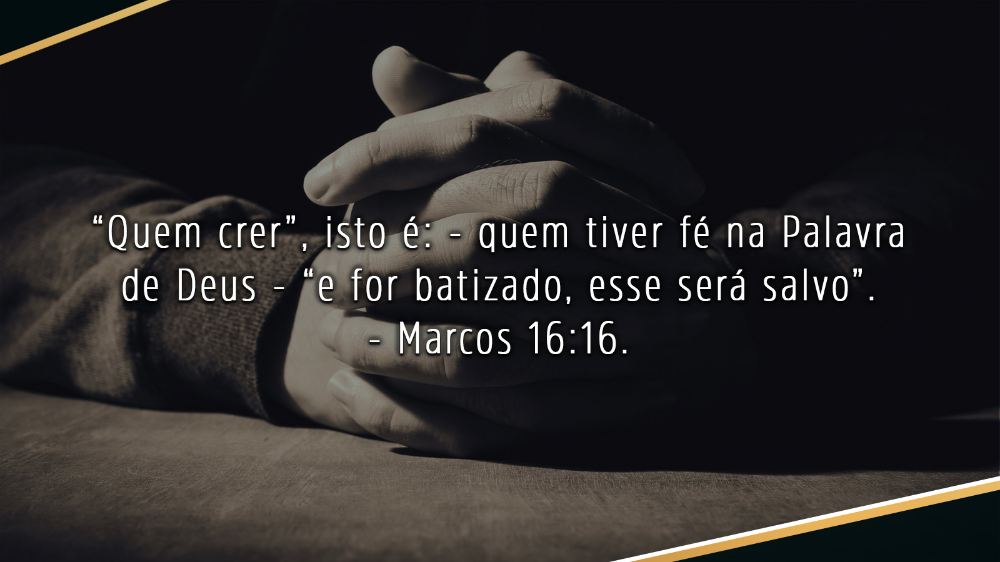 “Quem crer”, isto é: - quem tiver fé na Palavra
de Deus - “e for batizado, esse será salvo”.
- Marcos 16:16.